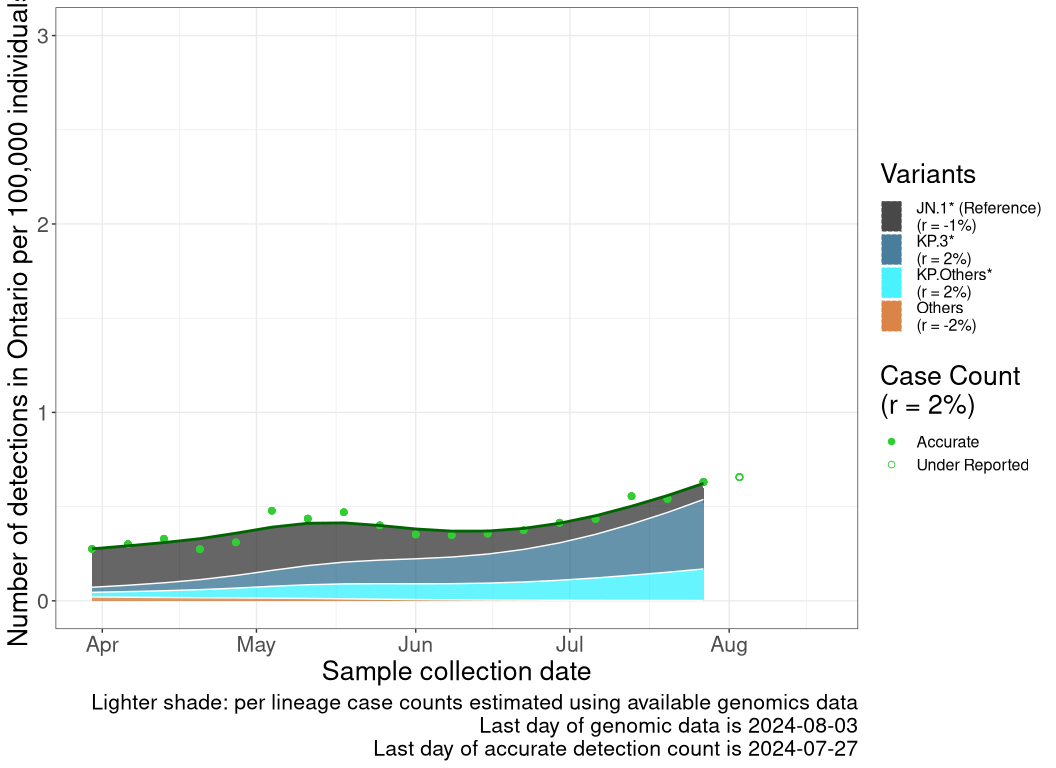 Number of detections in Ontario per 100,000 individuals
3
2
1
0
Apr
May
Jun
Jul
Aug
Sample collection date
Lighter shade: per lineage case counts estimated using available genomics data
Last day of genomic data is 2024-08-03
Last day of accurate detection count is 2024-07-27
Variants
JN.1* (Reference)
(r = -1%)
KP.3*
(r = 2%)
KP.Others*
(r = 2%)
Others
(r = -2%)
Case Count
(r = 2%)
Accurate
Under Reported